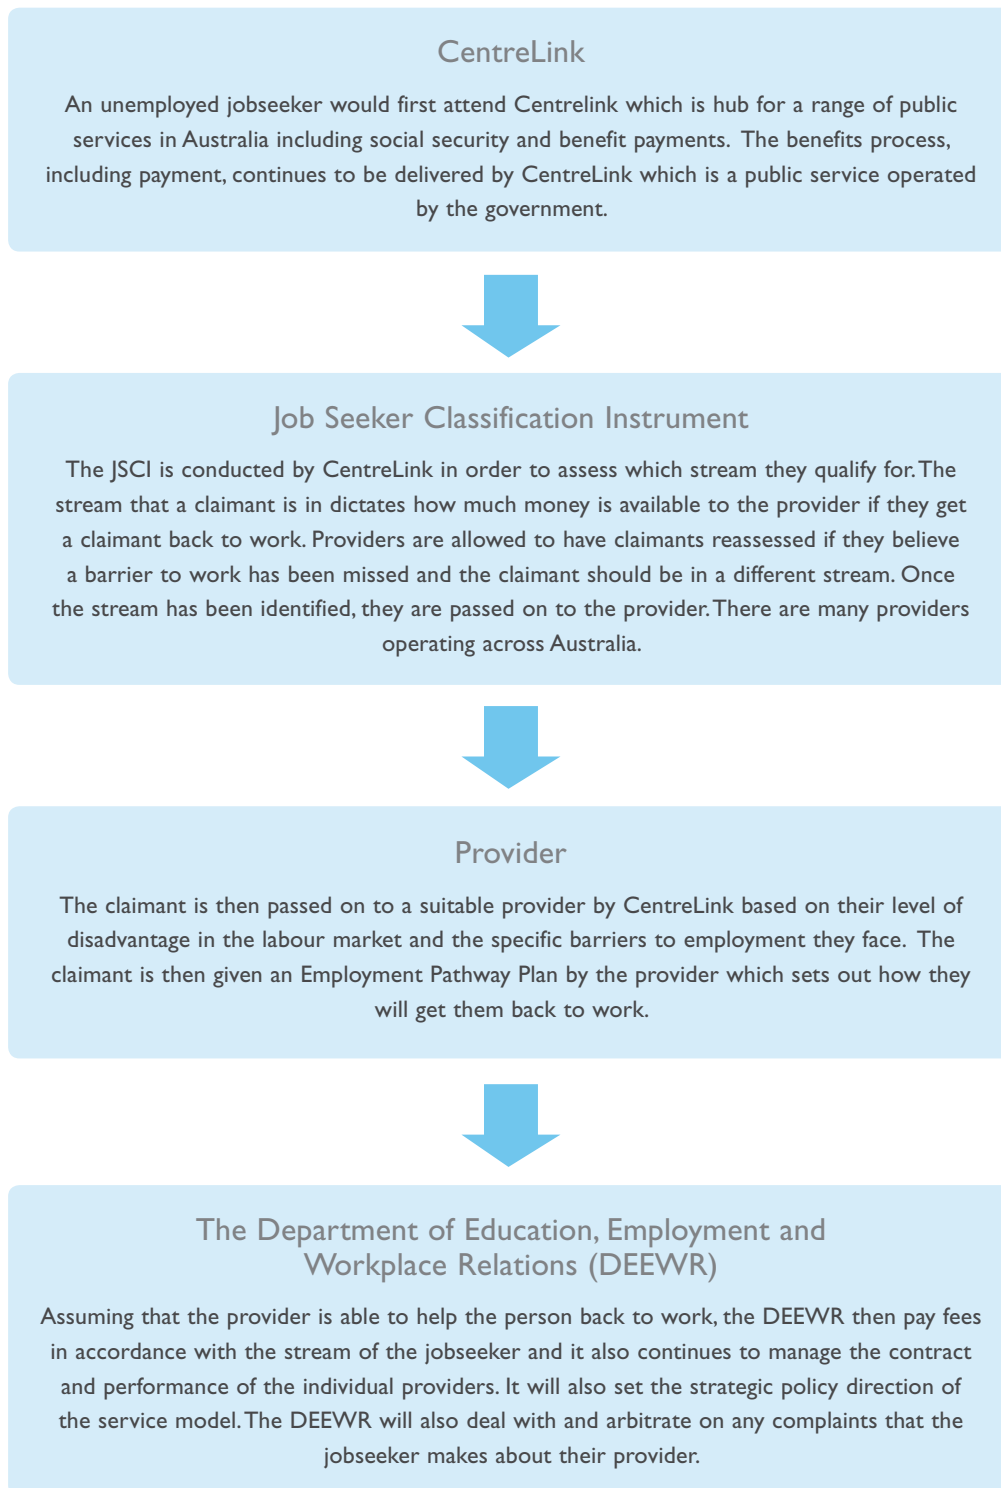 CentreLink
An unemployed jobseeker would first attend Centrelink which is hub for a range of public
services in Australia including social security and benefit payments. The benefits process,
including payment, continues to be delivered by CentreLink which is a public service operated
by the government.
Job Seeker Classification Instrument
The JSCI is conducted by CentreLink in order to assess which stream they qualify for. The
stream that a claimant is in dictates how much money is available to the provider if they get
a claimant back to work. Providers are allowed to have claimants reassessed if they believe
a barrier to work has been missed and the claimant should be in a different stream. Once
the stream has been identified, they are passed on to the provider. There are many providers
operating across Australia.
Provider
The claimant is then passed on to a suitable provider by CentreLink based on their level of
disadvantage in the labour market and the specific barriers to employment they face. The
claimant is then given an Employment Pathway Plan by the provider which sets out how they
will get them back to work.
The Department of Education, Employment and
Workplace Relations (DEEWR)
Assuming that the provider is able to help the person back to work, the DEEWR then pay fees
in accordance with the stream of the jobseeker and it also continues to manage the contract
and performance of the individual providers. It will also set the strategic policy direction of
the service model. The DEEWR will also deal with and arbitrate on any complaints that the
jobseeker makes about their provider.